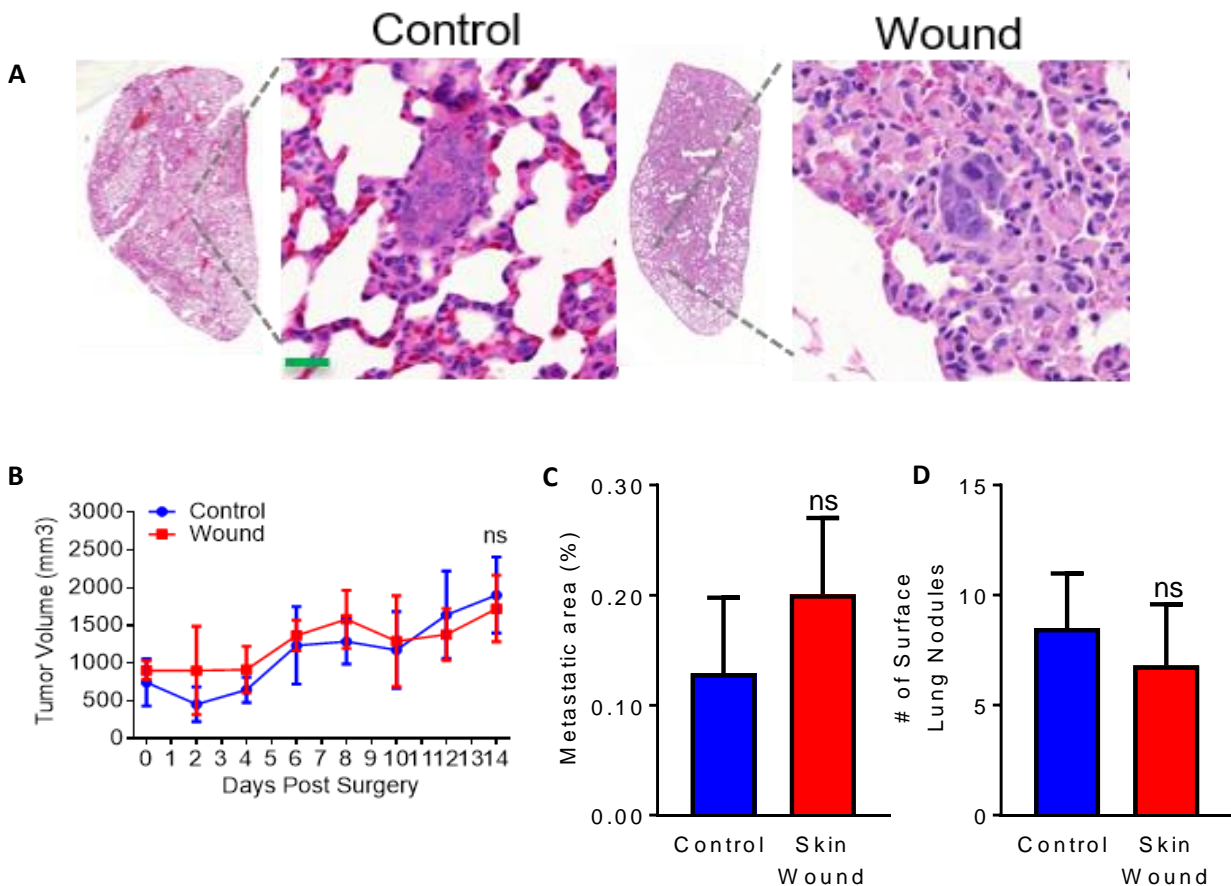 Control
Wound
A
B
Control
Wound
ns
Tumor Volume (mm3)
3000
2500
2000
1500
1000
500
0
0 1 2 3 4 5 6 7 8 9 10 11 12 13 14
Days Post Surgery
C
Metastatic area (%)
0.30
0.20
0.10
0.00
ns
Control
Skin
Wound
D
# of Surface
Lung Nodules
15
10
5
0
ns
Control
Skin
Wound